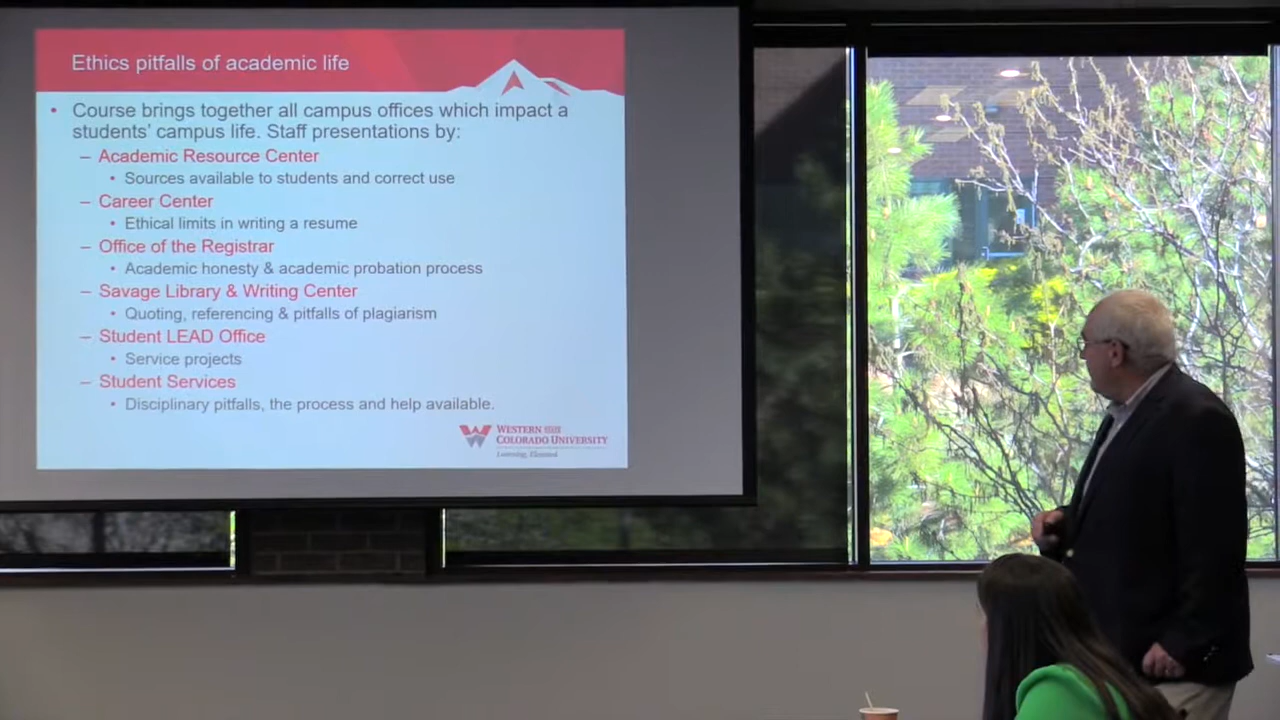 Ethics pitfalls of academic life
• Course brings together all campus offices which impact a
students' campus life. Staff presentations by:
– Academic Resource Center
• Sources available to students and correct use
– Career Center
• Ethical limits in writing a resume
– Office of the Registrar
• Academic honesty & academic probation process
– Savage Library & Writing Center
• Quoting, referencing & pitfalls of plagiarism
– Student LEAD Office
• Service projects
– Student Services
• Disciplinary pitfalls, the process and help available.
WESTERN
COLORADO UNIVERSITY
Learning, Elevated.